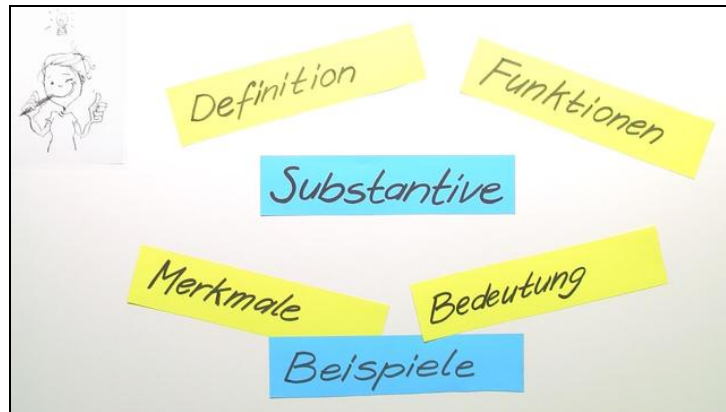 Definition
Funktionen
Substantive
Merkmale
Bedeutung
Beispiele